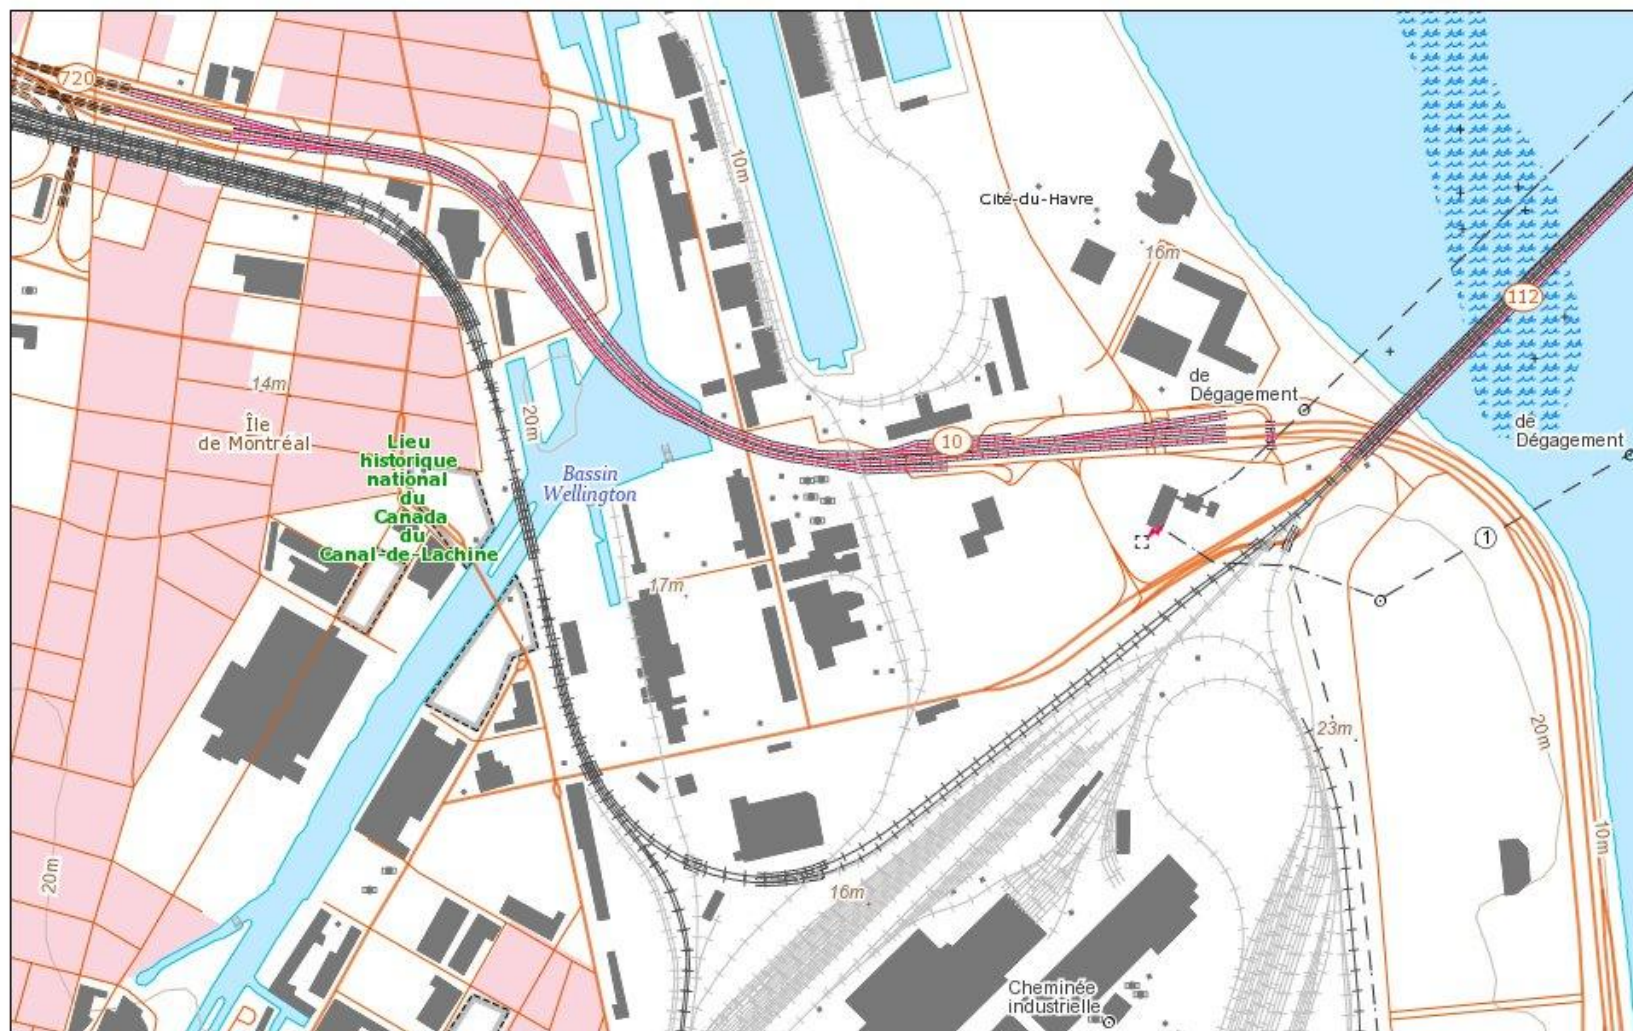 720
10m
Cité-du-Havre
16m
112
14m
Île
de Montréal
20m
de
Dégagement
de
Dégagement
10
Lieu
historique
national
du
Canada
du
Canal-de-Lachine
Bassin
Wellington
17m
1
23m
20m
10m
20m
16m
Cheminée
industrielle